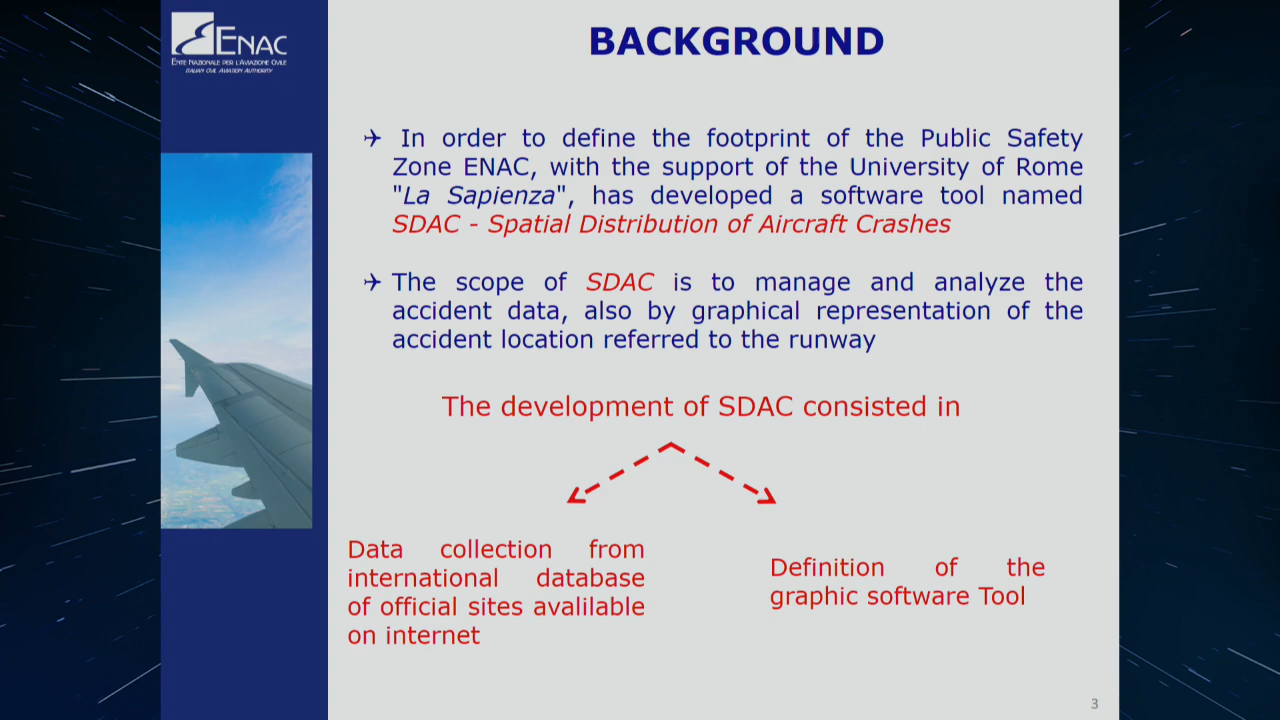 ENAC
ENTE NAZIONALE PER L'AVIAZIONE CIVILE
ITALIAN CIVIL AVIATION AUTHORITY
BACKGROUND
✈ In order to define the footprint of the Public Safety
Zone ENAC, with the support of the University of Rome
"La Sapienza", has developed a software tool named
SDAC - Spatial Distribution of Aircraft Crashes
✈ The scope of SDAC is to manage and analyze the
accident data, also by graphical representation of the
accident location referred to the runway
The development of SDAC consisted in
Data collection from
international database
of official sites avalilable
on internet
Definition of the
graphic software Tool
3